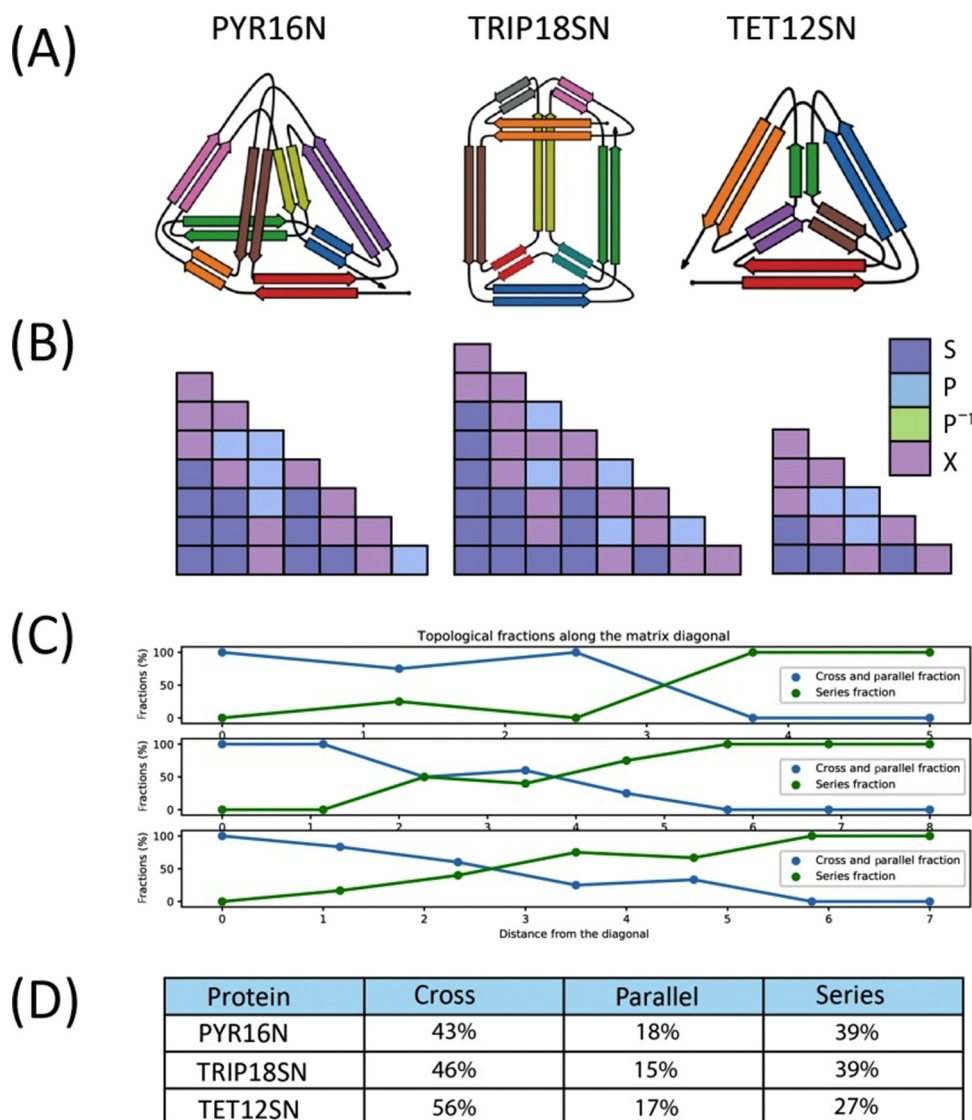 (A)
PYR16N TRIP18SN TET12SN
(B)
S
P
P⁻¹
X
(C)
Topological fractions along the matrix diagonal
Fractions (%)
100
50
0
Cross and parallel fraction
Series fraction
0 1 2 3 4 5
Fractions (%)
100
50
0
Cross and parallel fraction
Series fraction
0 1 2 3 4 5 6 7 8
Fractions (%)
100
50
0
Cross and parallel fraction
Series fraction
0 1 2 3 4 5 6 7
Distance from the diagonal
(D)
Protein Cross Parallel Series
PYR16N 43% 18% 39%
TRIP18SN 46% 15% 39%
TET12SN 56% 17% 27%